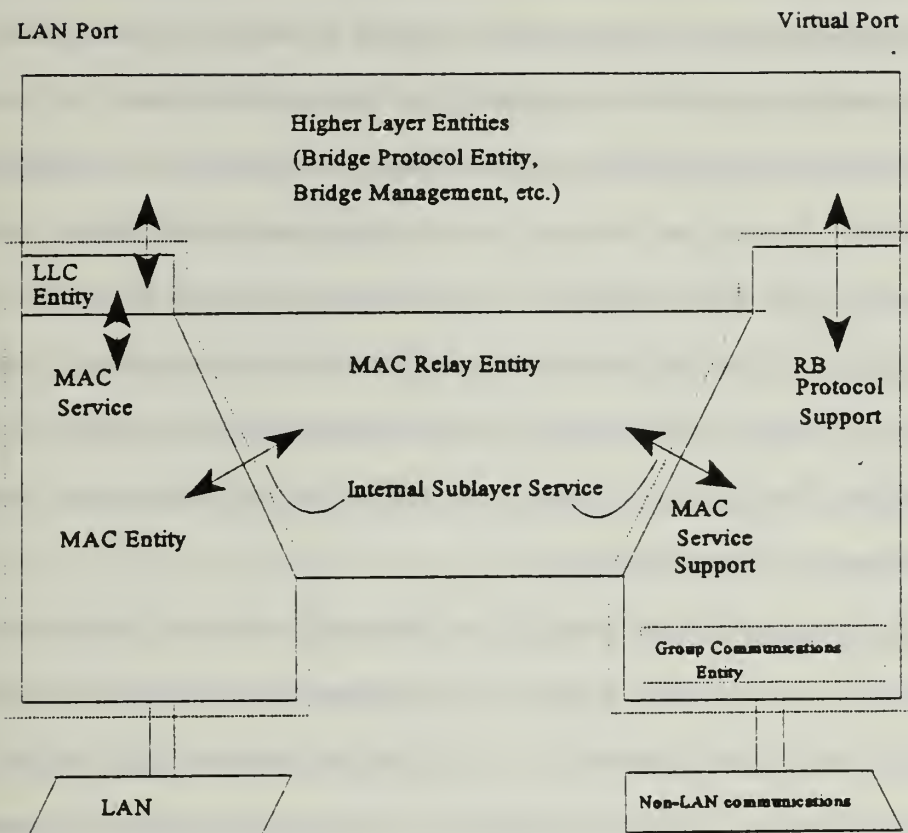 LAN Port
Virtual Port
Higher Layer Entities
(Bridge Protocol Entity,
Bridge Management, etc.)
LLC
Entity
MAC
Service
MAC Relay Entity
RB
Protocol
Support
Internal Sublayer Service
MAC Entity
MAC
Service
Support
Group Communications
Entity
LAN
Non-LAN communications